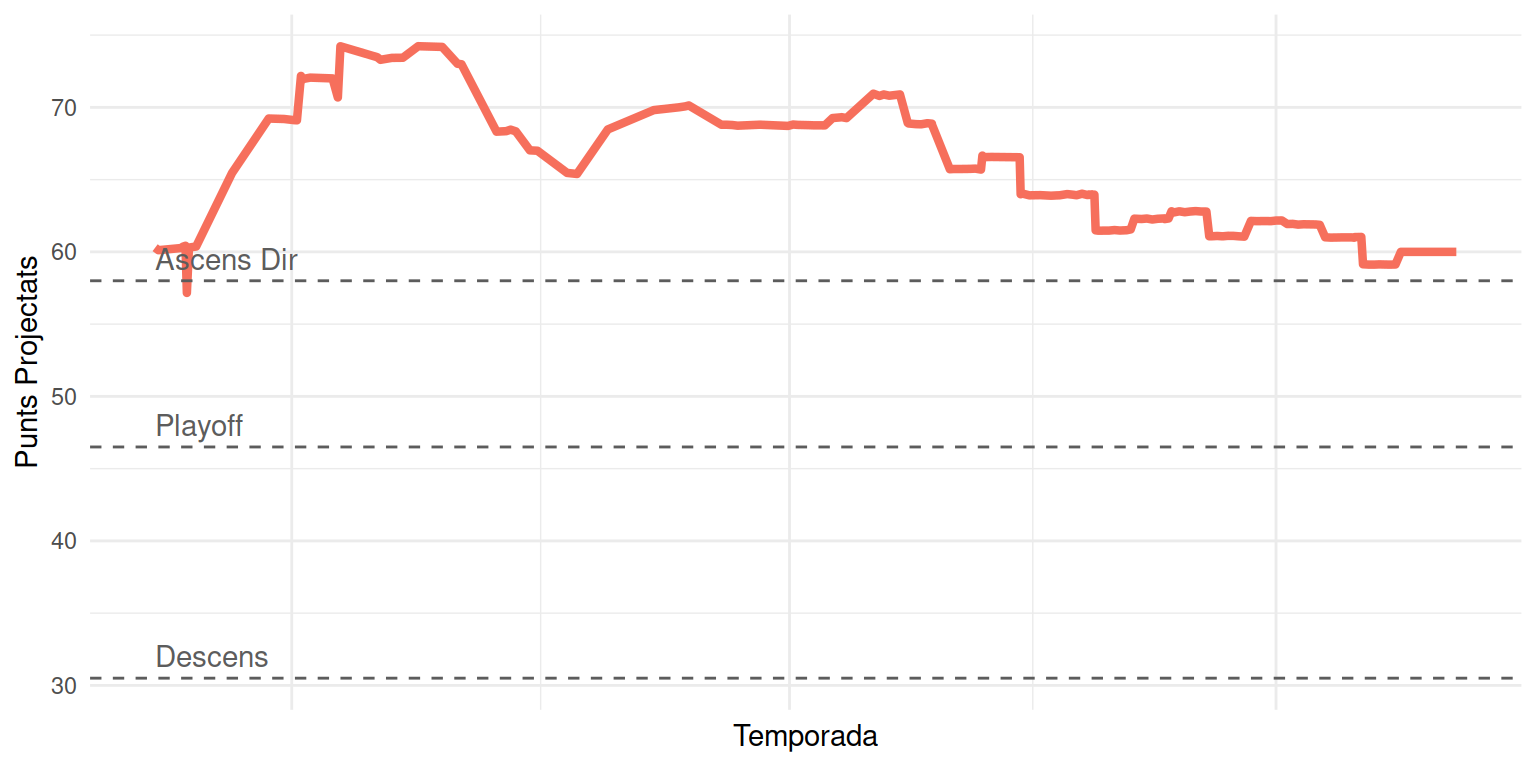 70
60
50
40
30
Punts Projectats
Ascens Dir
Playoff
Descens
Temporada